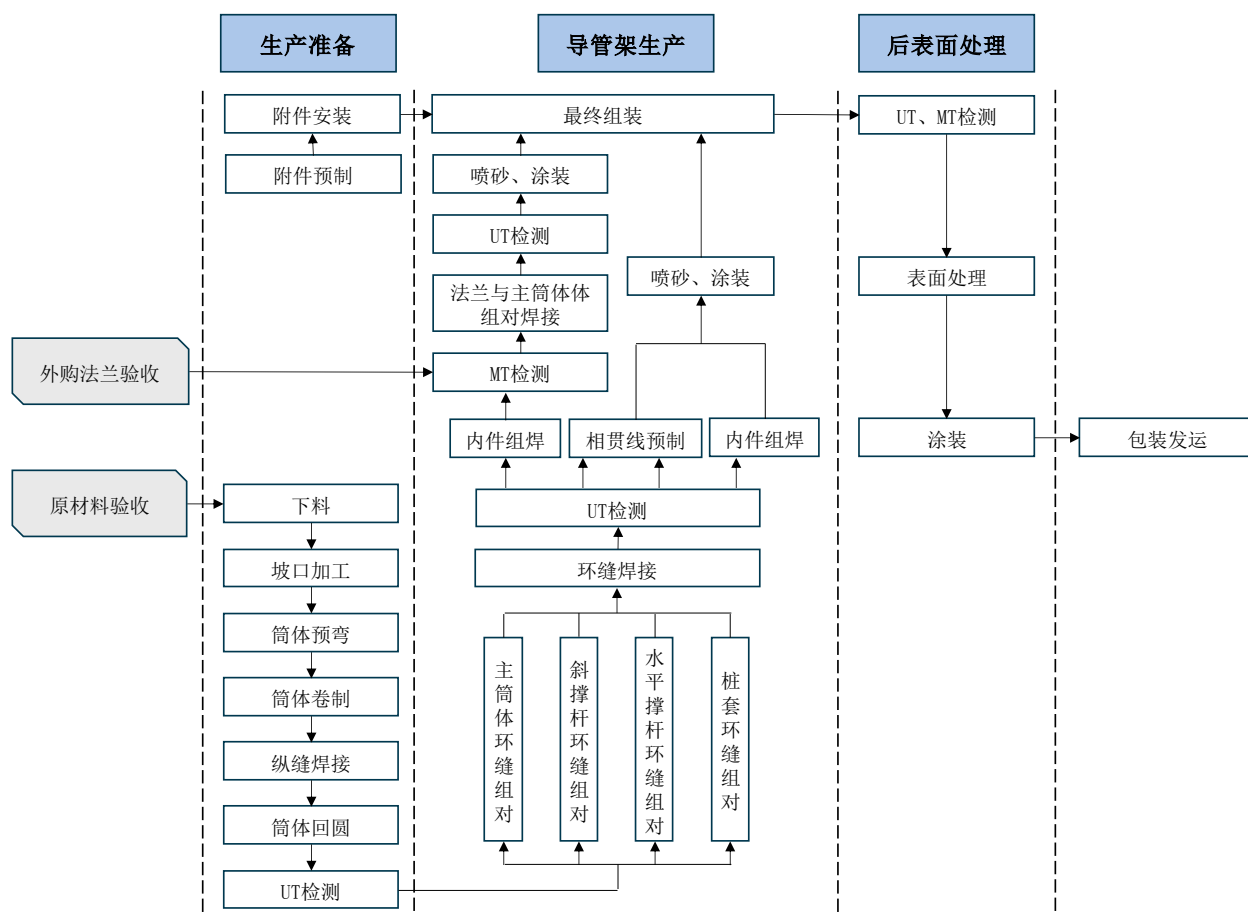 生产准备
导管架生产
后表面处理
附件安装
最终组装
UT、MT检测
附件预制
喷砂、涂装
UT检测
喷砂、涂装
表面处理
法兰与主筒体体
组对焊接
外购法兰验收
MT检测
内件组焊
相贯线预制
内件组焊
涂装
包装发运
原材料验收
下料
UT检测
坡口加工
环缝焊接
筒体预弯
筒体卷制
纵缝焊接
筒体回圆
UT检测
主筒体环缝组对
斜撑杆环缝组对
水平撑杆环缝组对
桩套环缝组对